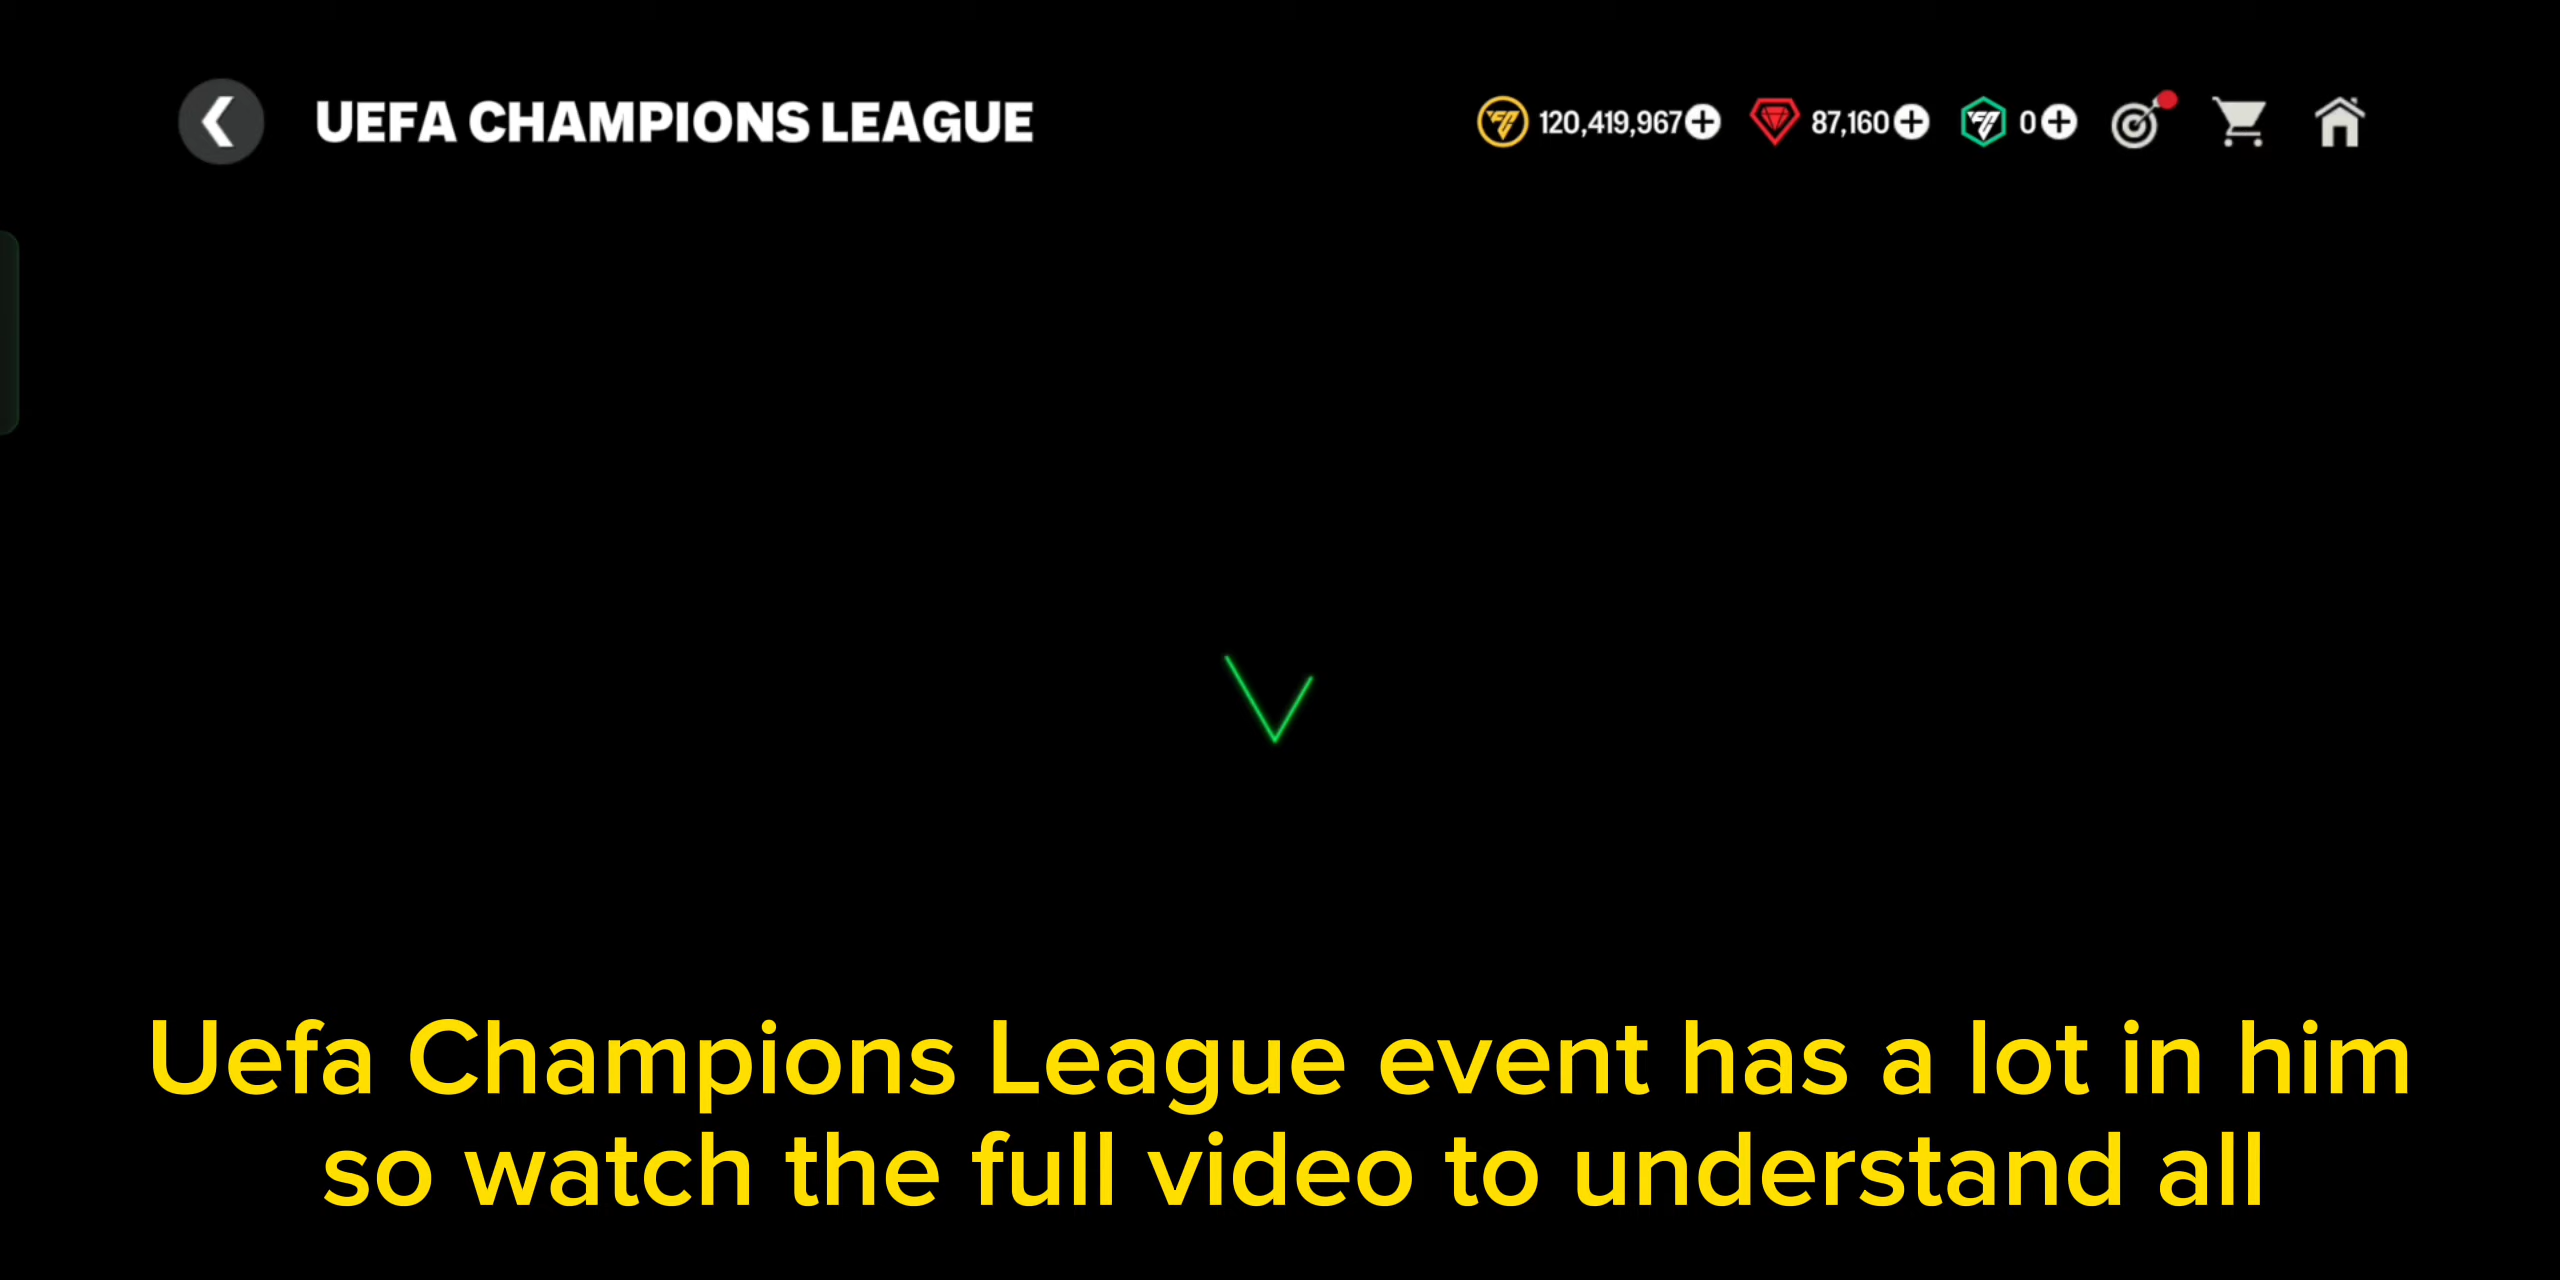 UEFA CHAMPIONS LEAGUE 120,419,967 87,160 0
Uefa Champions League event has a lot in him
so watch the full video to understand all